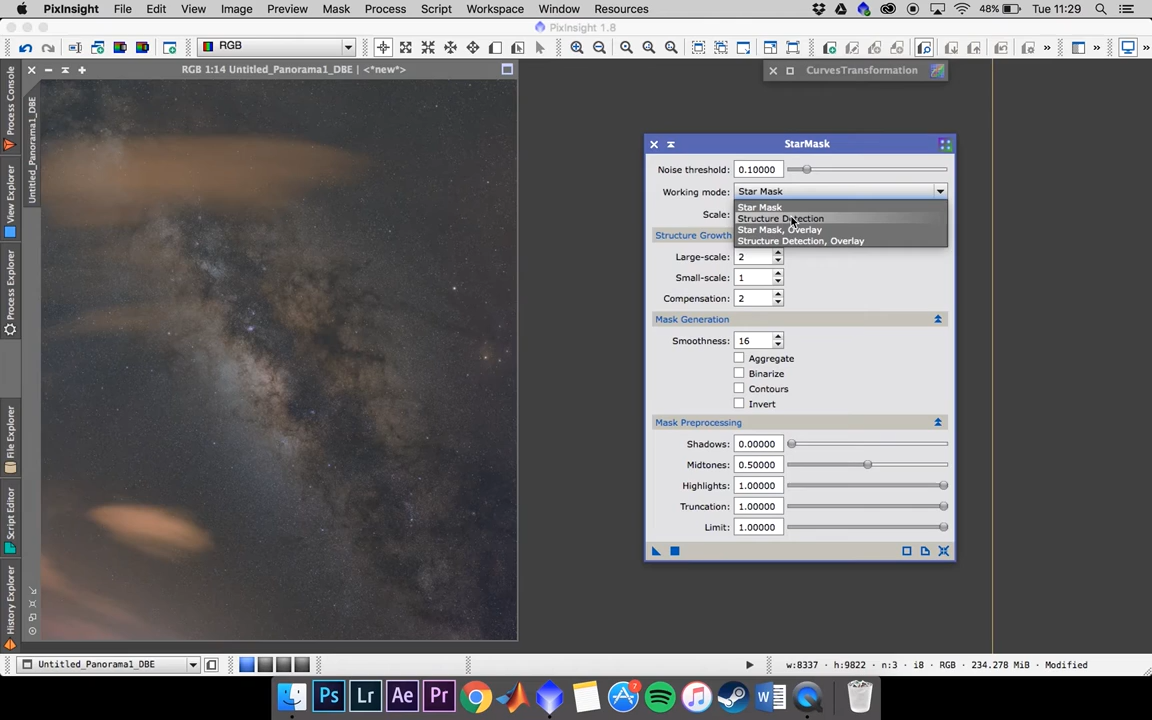 PixInsight File Edit View Image Preview Mask Process Script Workspace Window Resources 48% Tue 11:29
PixInsight 1.8
RGB
RGB 1:14 Untitled_Panorama1_DBE | <*new*>
CurvesTransformation
Process Console
View Explorer
Process Explorer
File Explorer
Script Editor
History Explorer
Untitled_Panorama1_DBE
StarMask
Noise threshold: 0.10000
Working mode: Star Mask
Star Mask
Scale: Structure Detection
Star Mask, Overlay
Structure Growth
Structure Detection, Overlay
Large-scale: 2
Small-scale: 1
Compensation: 2
Mask Generation
Smoothness: 16
Aggregate
Binarize
Contours
Invert
Mask Preprocessing
Shadows: 0.00000
Midtones: 0.50000
Highlights: 1.00000
Truncation: 1.00000
Limit: 1.00000
Untitled_Panorama1_DBE
w:8337 · h:9822 · n:3 · i8 · RGB · 234.278 MiB · Modified
Ps Lr Ae Pr 7 W